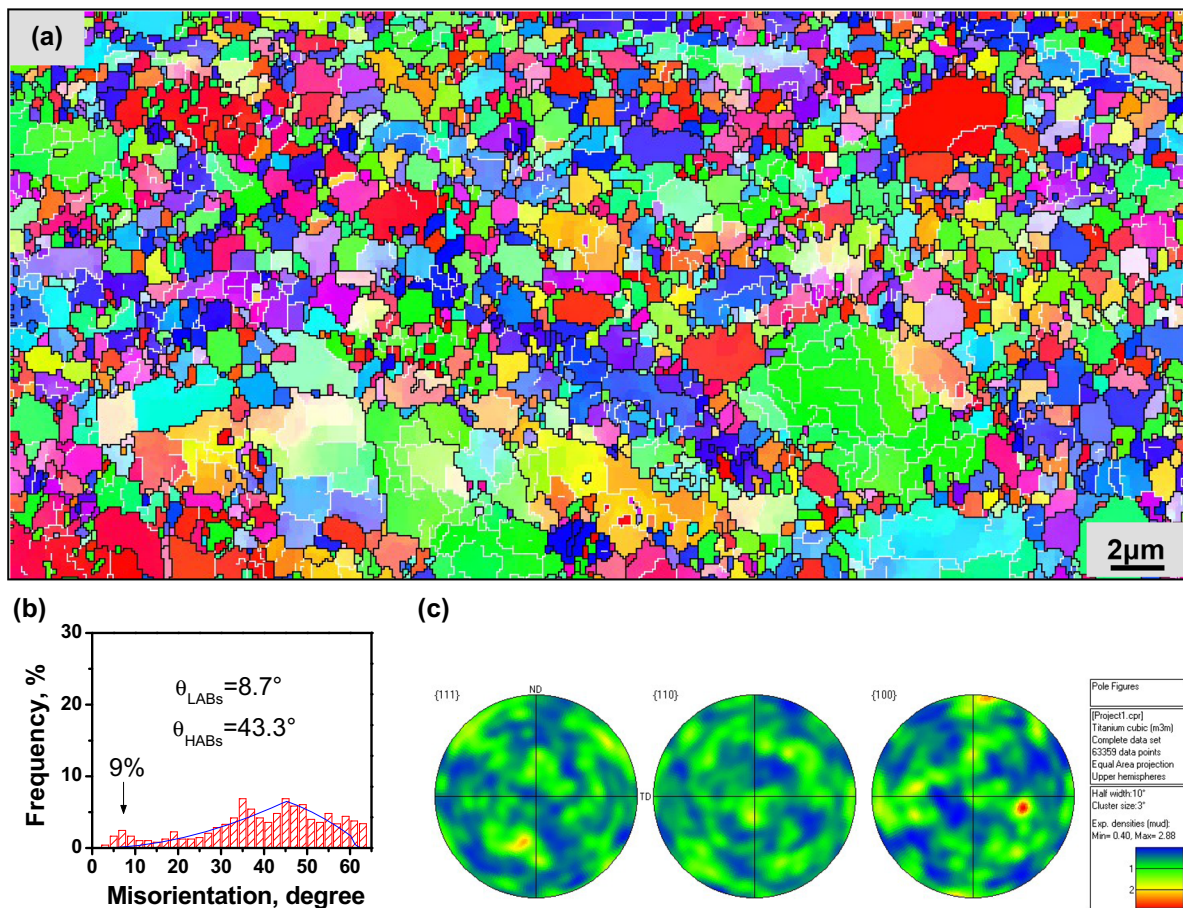 (a)
2μm
(b)
(c)
30
20
10
0
Frequency, %
θLABs=8.7°
θHABs=43.3°
9%
0 10 20 30 40 50 60
Misorientation, degree
{111}
ND
TD
{110}
{100}
Pole Figures
[Project1.cpr]
Titanium cubic (m3m)
Complete data set
63359 data points
Equal Area projection
Upper hemispheres
Half width:10°
Cluster size:3°
Exp. densities (mud):
Min= 0.40, Max= 2.88
1
2